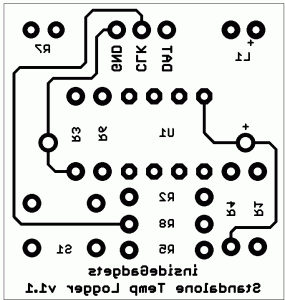 R7
GND
CLK
DAT
L1
+
R3
R6
U1
+
R2
R8
R5
R4
R1
S1
insideGadgets
Standalone Temp Logger v1.1